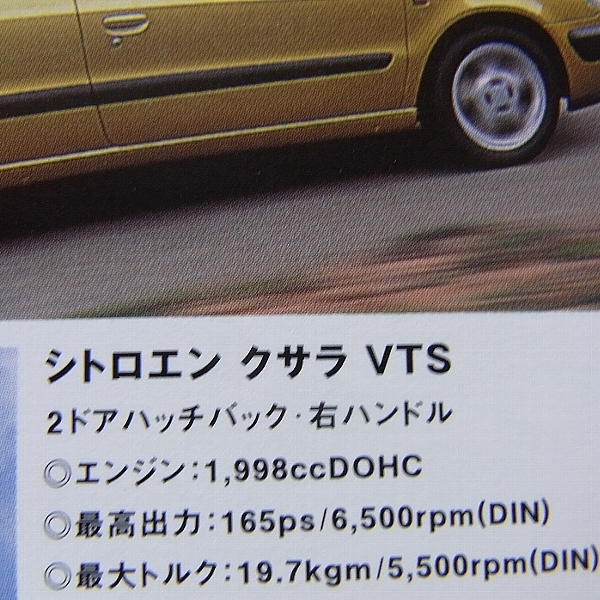 シトロエン クサラ VTS
2ドアハッチバック・右ハンドル
◎エンジン：1,998ccDOHC
◎最高出力：165ps/6,500rpm(DIN)
◎最大トルク：19.7kgm/5,500rpm(DIN)